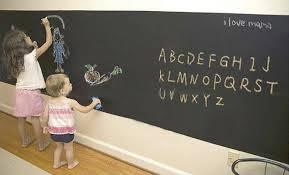 i love mama
ABCDEFGHIJ
kLMNOPQRST
UVWXYZ